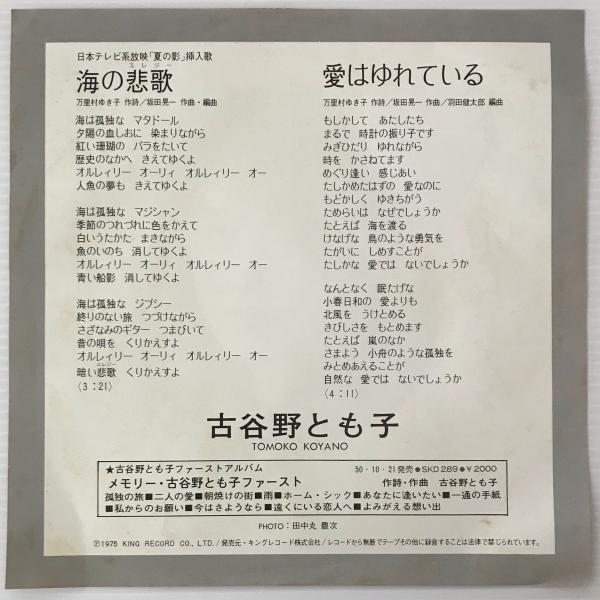 日本テレビ系放映「夏の影」挿入歌
エレジー
海の悲歌
万里村ゆき子 作詩/坂田晃一 作曲・編曲
海は孤独な マタドール
夕陽の血しおに 染まりながら
紅い珊瑚の バラをたいて
歴史のなかへ きえてゆくよ
オルレィリー オーリィ オルレィリー オー
人魚の夢も きえてゆくよ
海は孤独な マジシャン
季節のつれづれに色をかえて
白いうたかた まきながら
魚のいのち 消してゆくよ
オルレィリー オーリィ オルレィリー オー
青い船影 消してゆくよ
海は孤独な ジプシー
終りのない旅 つづけながら
さざなみのギター つまびいて
昔の唄を くりかえすよ
オルレィリー オーリィ オルレィリー オー
エレジー
暗い悲歌 くりかえすよ
(3:21)
愛はゆれている
万里村ゆき子 作詩/坂田晃一 作曲/羽田健太郎 編曲
もしかして あたしたち
まるで 時計の振り子です
みぎひだり ゆれながら
時を かさねてます
めぐり逢い 感じあい
たしかめたはずの 愛なのに
もどかしく ゆきちがう
ためらいは なぜでしょうか
たとえば 海を渡る
けなげな 鳥のような勇気を
たがいに しめすことが
たしかな 愛では ないでしょうか
なんとなく 眠たげな
小春日和の 愛よりも
北風を うけとめる
きびしさを もとめます
たとえば 嵐のなか
さまよう 小舟のような孤独を
みとめあえることが
自然な 愛では ないでしょうか
(4:11)
古谷野とも子
TOMOKO KOYANO
★古谷野とも子ファーストアルバム 50・10・21発売●SKD 289●¥2000
メモリー・古谷野とも子ファースト 作詩・作曲 古谷野とも子
孤独の旅■二人の愛■朝焼けの街■雨■ホーム・シック■あなたに逢いたい■一通の手紙
■私からのお願い■今はさようなら■遠くにいる恋人へ■よみがえる想い出
PHOTO:田中丸 豊次
Ⓟ1975 KING RECORD CO., LTD./発売元・キングレコード株式会社/レコードから無断でテープその他に録音することは法律で禁じられています。